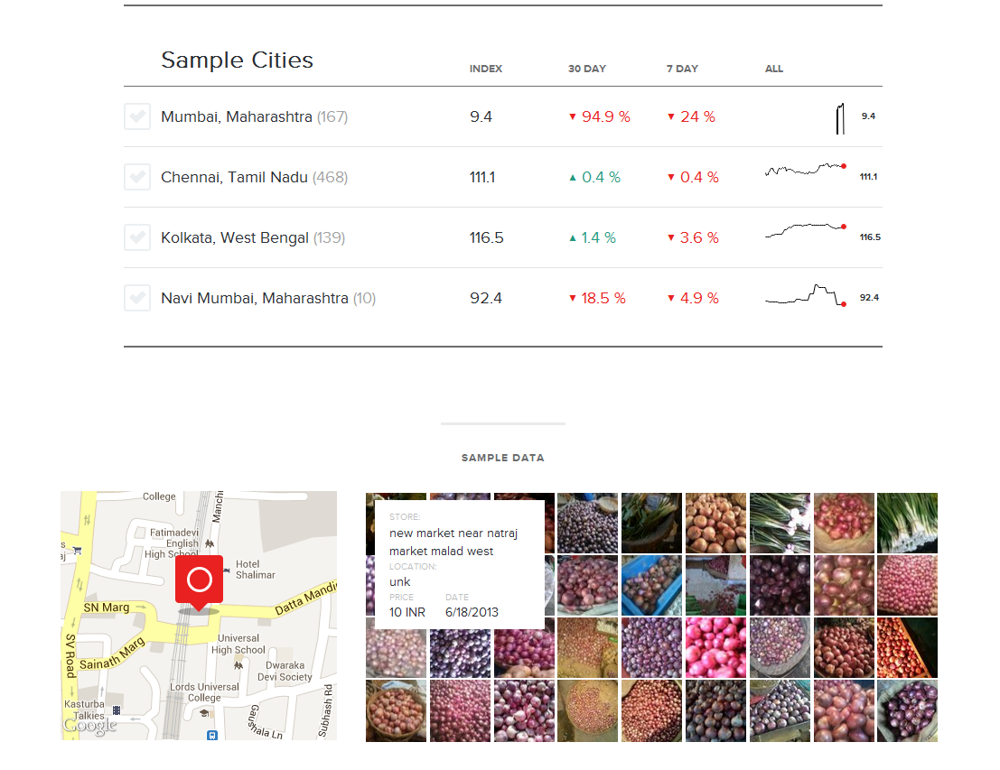 Sample Cities INDEX 30 DAY 7 DAY ALL
Mumbai, Maharashtra (167) 9.4 ▼ 94.9 % ▼ 24 % 9.4
Chennai, Tamil Nadu (468) 111.1 ▲ 0.4 % ▼ 0.4 % 111.1
Kolkata, West Bengal (139) 116.5 ▲ 1.4 % ▼ 3.6 % 116.5
Navi Mumbai, Maharashtra (10) 92.4 ▼ 18.5 % ▼ 4.9 % 92.4
SAMPLE DATA
College
Fatimadevi
English
High School
Hotel
Shalimar
SN Marg
Datta Mandir
SV Road
Sainath Marg
Universal
High School
Dwaraka
Devi Society
Lords Universal
College
Kasturba
Talkies
Google
Subhash Rd
STORE:
new market near natraj
market malad west
LOCATION:
unk
PRICE DATE
10 INR 6/18/2013